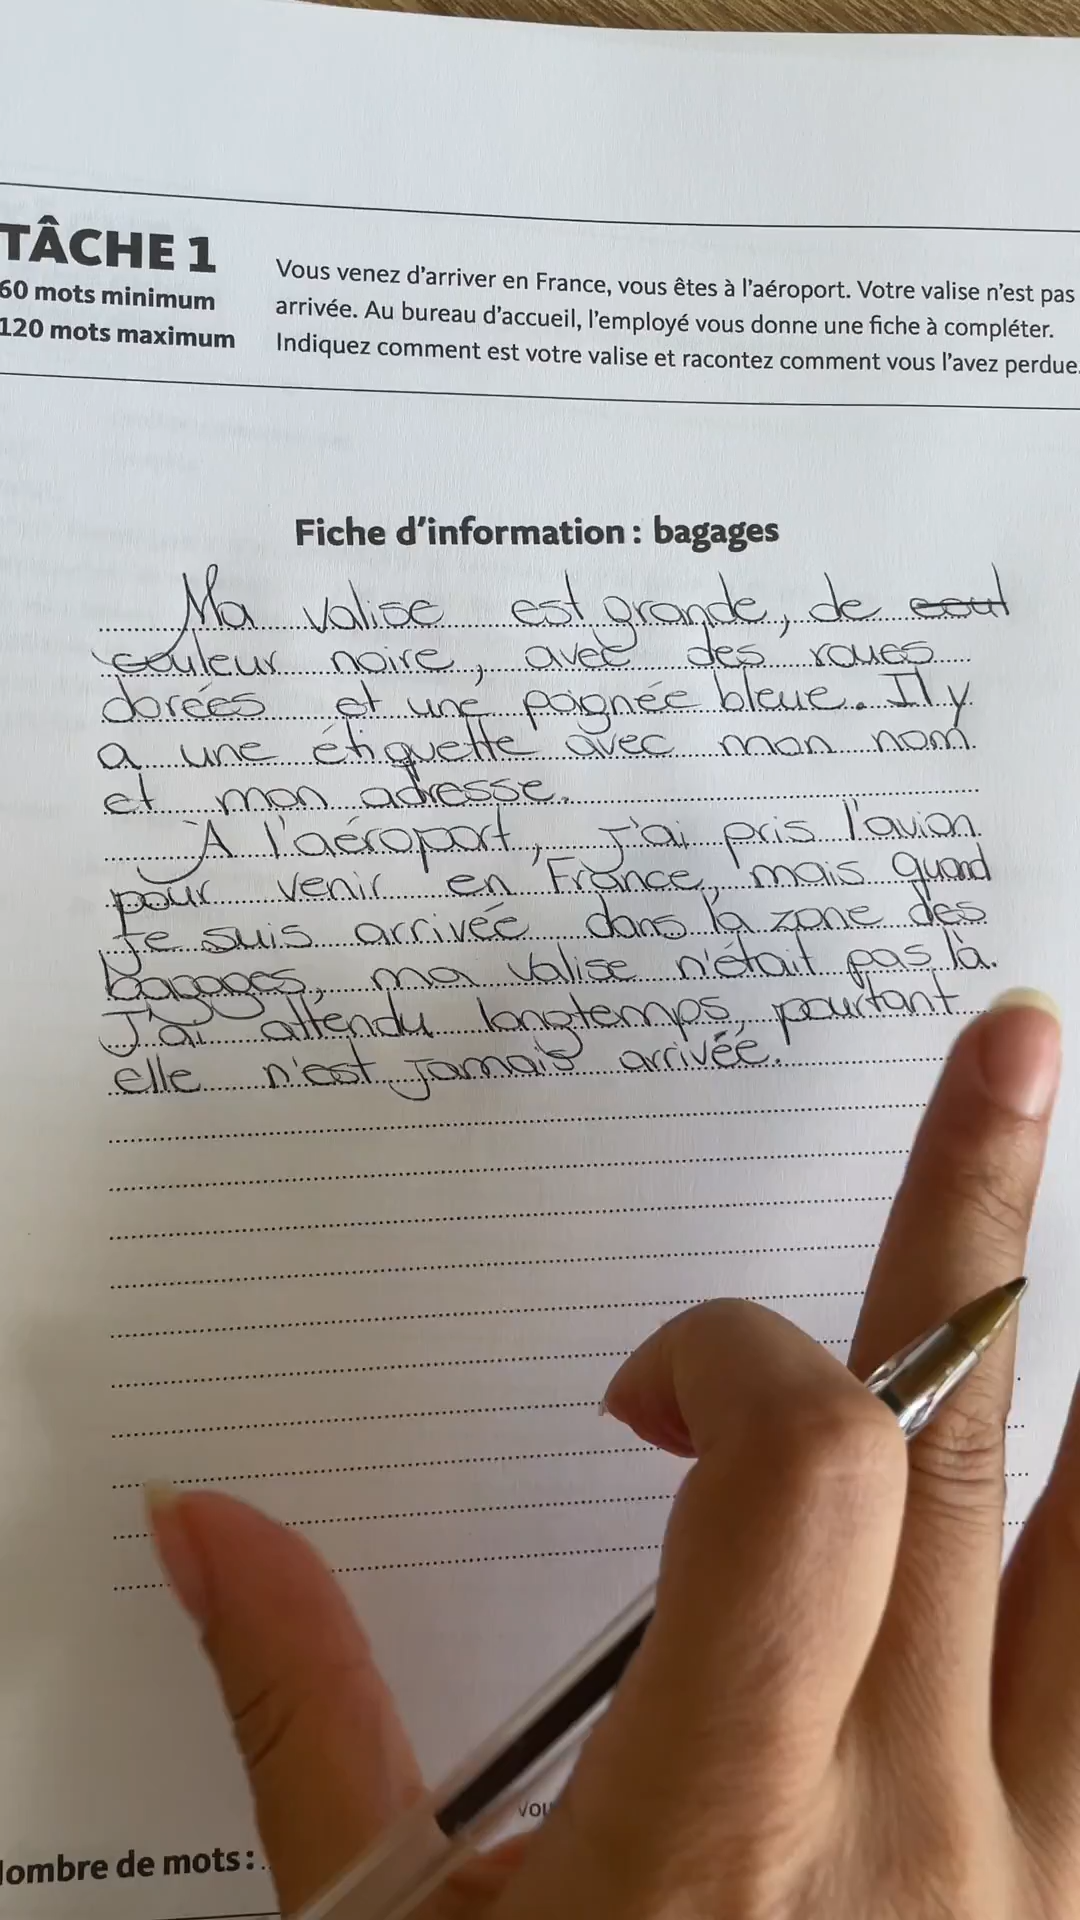 TÂCHE 1
60 mots minimum
120 mots maximum
Vous venez d'arriver en France, vous êtes à l'aéroport. Votre valise n'est pas
arrivée. Au bureau d'accueil, l'employé vous donne une fiche à compléter.
Indiquez comment est votre valise et racontez comment vous l'avez perdue.
Fiche d'information : bagages
Ma valise est grande, de coul
couleur noire, avec des roues
dorées et une poignée bleue. Il y
a une étiquette avec mon nom
et mon adresse.
À l'aéroport, j'ai pris l'avion
pour venir en France, mais quand
je suis arrivée dans la zone des
bagages, ma valise n'était pas là.
J'ai attendu longtemps, pourtant
elle n'est jamais arrivée.
Nombre de mots :